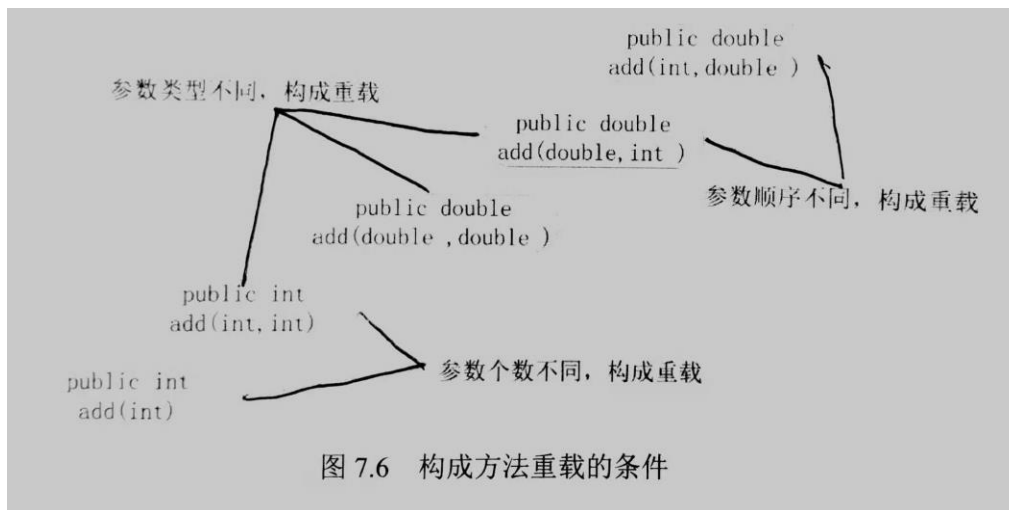 public double
add(int,double )
参数类型不同，构成重载
public double
add(double,int )
参数顺序不同，构成重载
public double
add(double ,double )
public int
add(int,int)
参数个数不同，构成重载
public int
add(int)
图 7.6 构成方法重载的条件